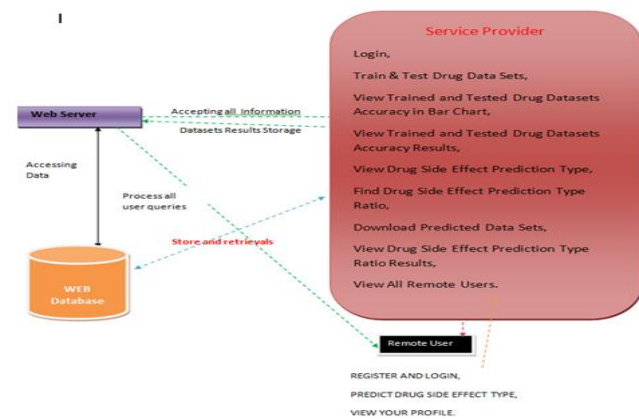 I
Service Provider
Login,
Train & Test Drug Data Sets,
View Trained and Tested Drug Datasets
Accuracy in Bar Chart,
View Trained and Tested Drug Datasets
Accuracy Results,
View Drug Side Effect Prediction Type,
Find Drug Side Effect Prediction Type
Ratio,
Download Predicted Data Sets,
View Drug Side Effect Prediction Type
Ratio Results,
View All Remote Users.
Web Server
Accepting all Information
Datasets Results Storage
Accessing
Data
Process all
user queries
Store and retrievals
WEB
Database
Remote User
REGISTER AND LOGIN,
PREDICT DRUG SIDE EFFECT TYPE,
VIEW YOUR PROFILE.